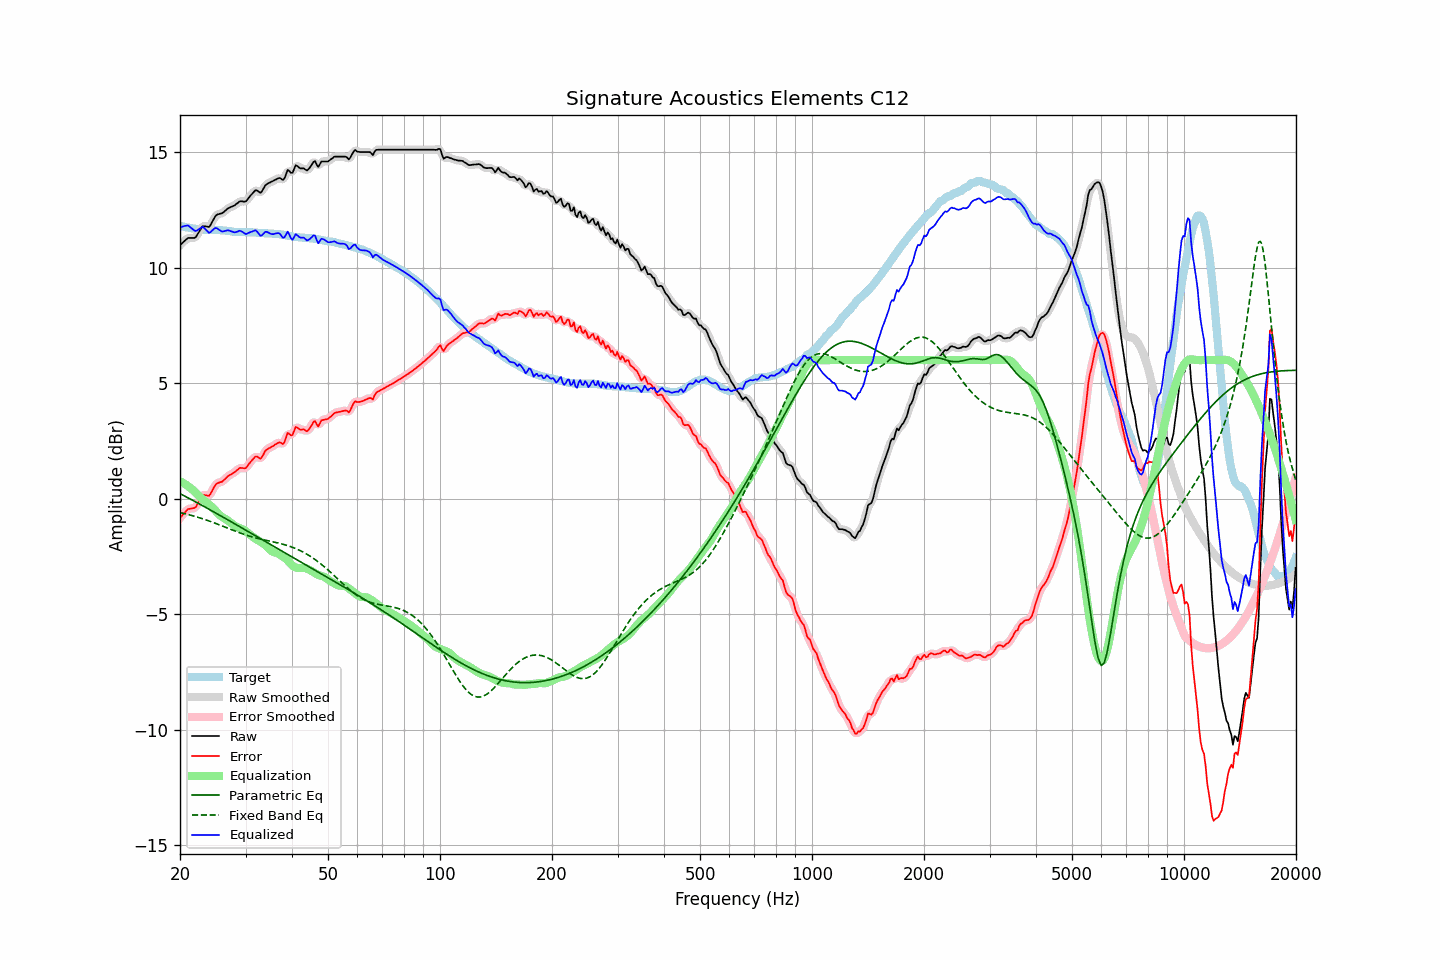 Signature Acoustics Elements C12
Amplitude (dBr)
15
10
5
0
−5
−10
−15
Target
Raw Smoothed
Error Smoothed
Raw
Error
Equalization
Parametric Eq
Fixed Band Eq
Equalized
20 50 100 200 500 1000 2000 5000 10000 20000
Frequency (Hz)